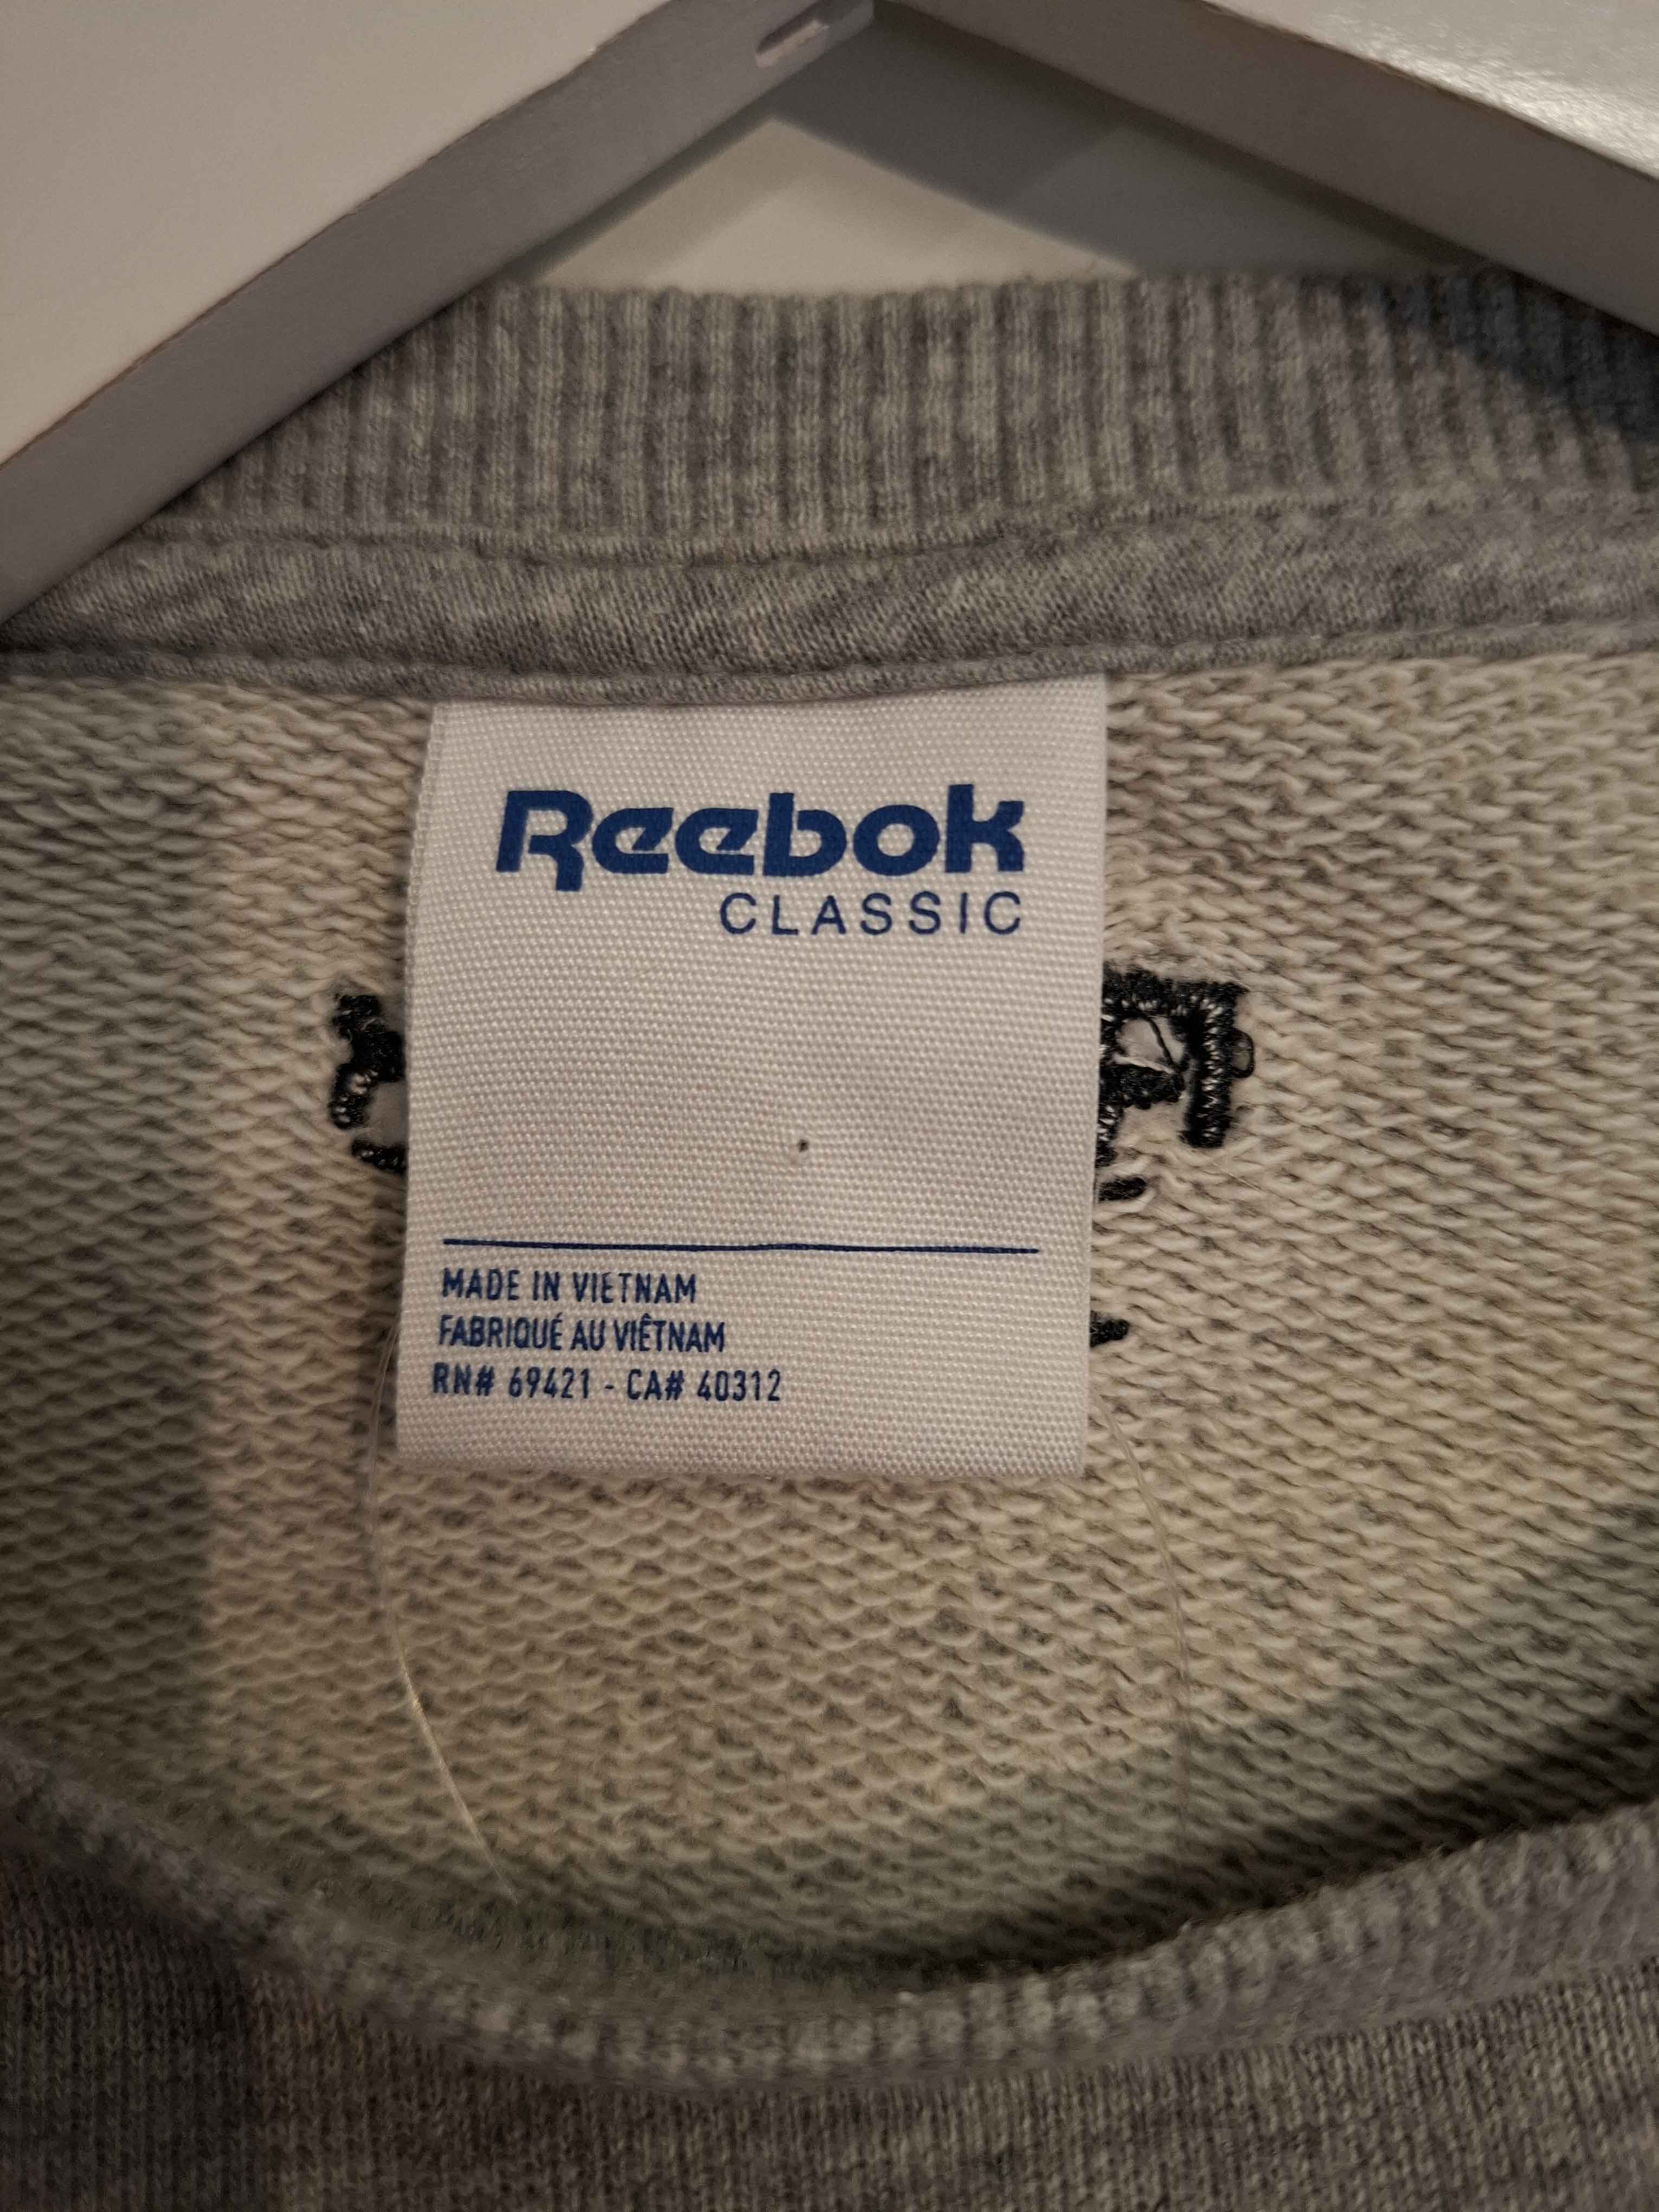 Reebok
CLASSIC
MADE IN VIETNAM
FABRIQUÉ AU VIÊTNAM
RN# 69421 - CA# 40312